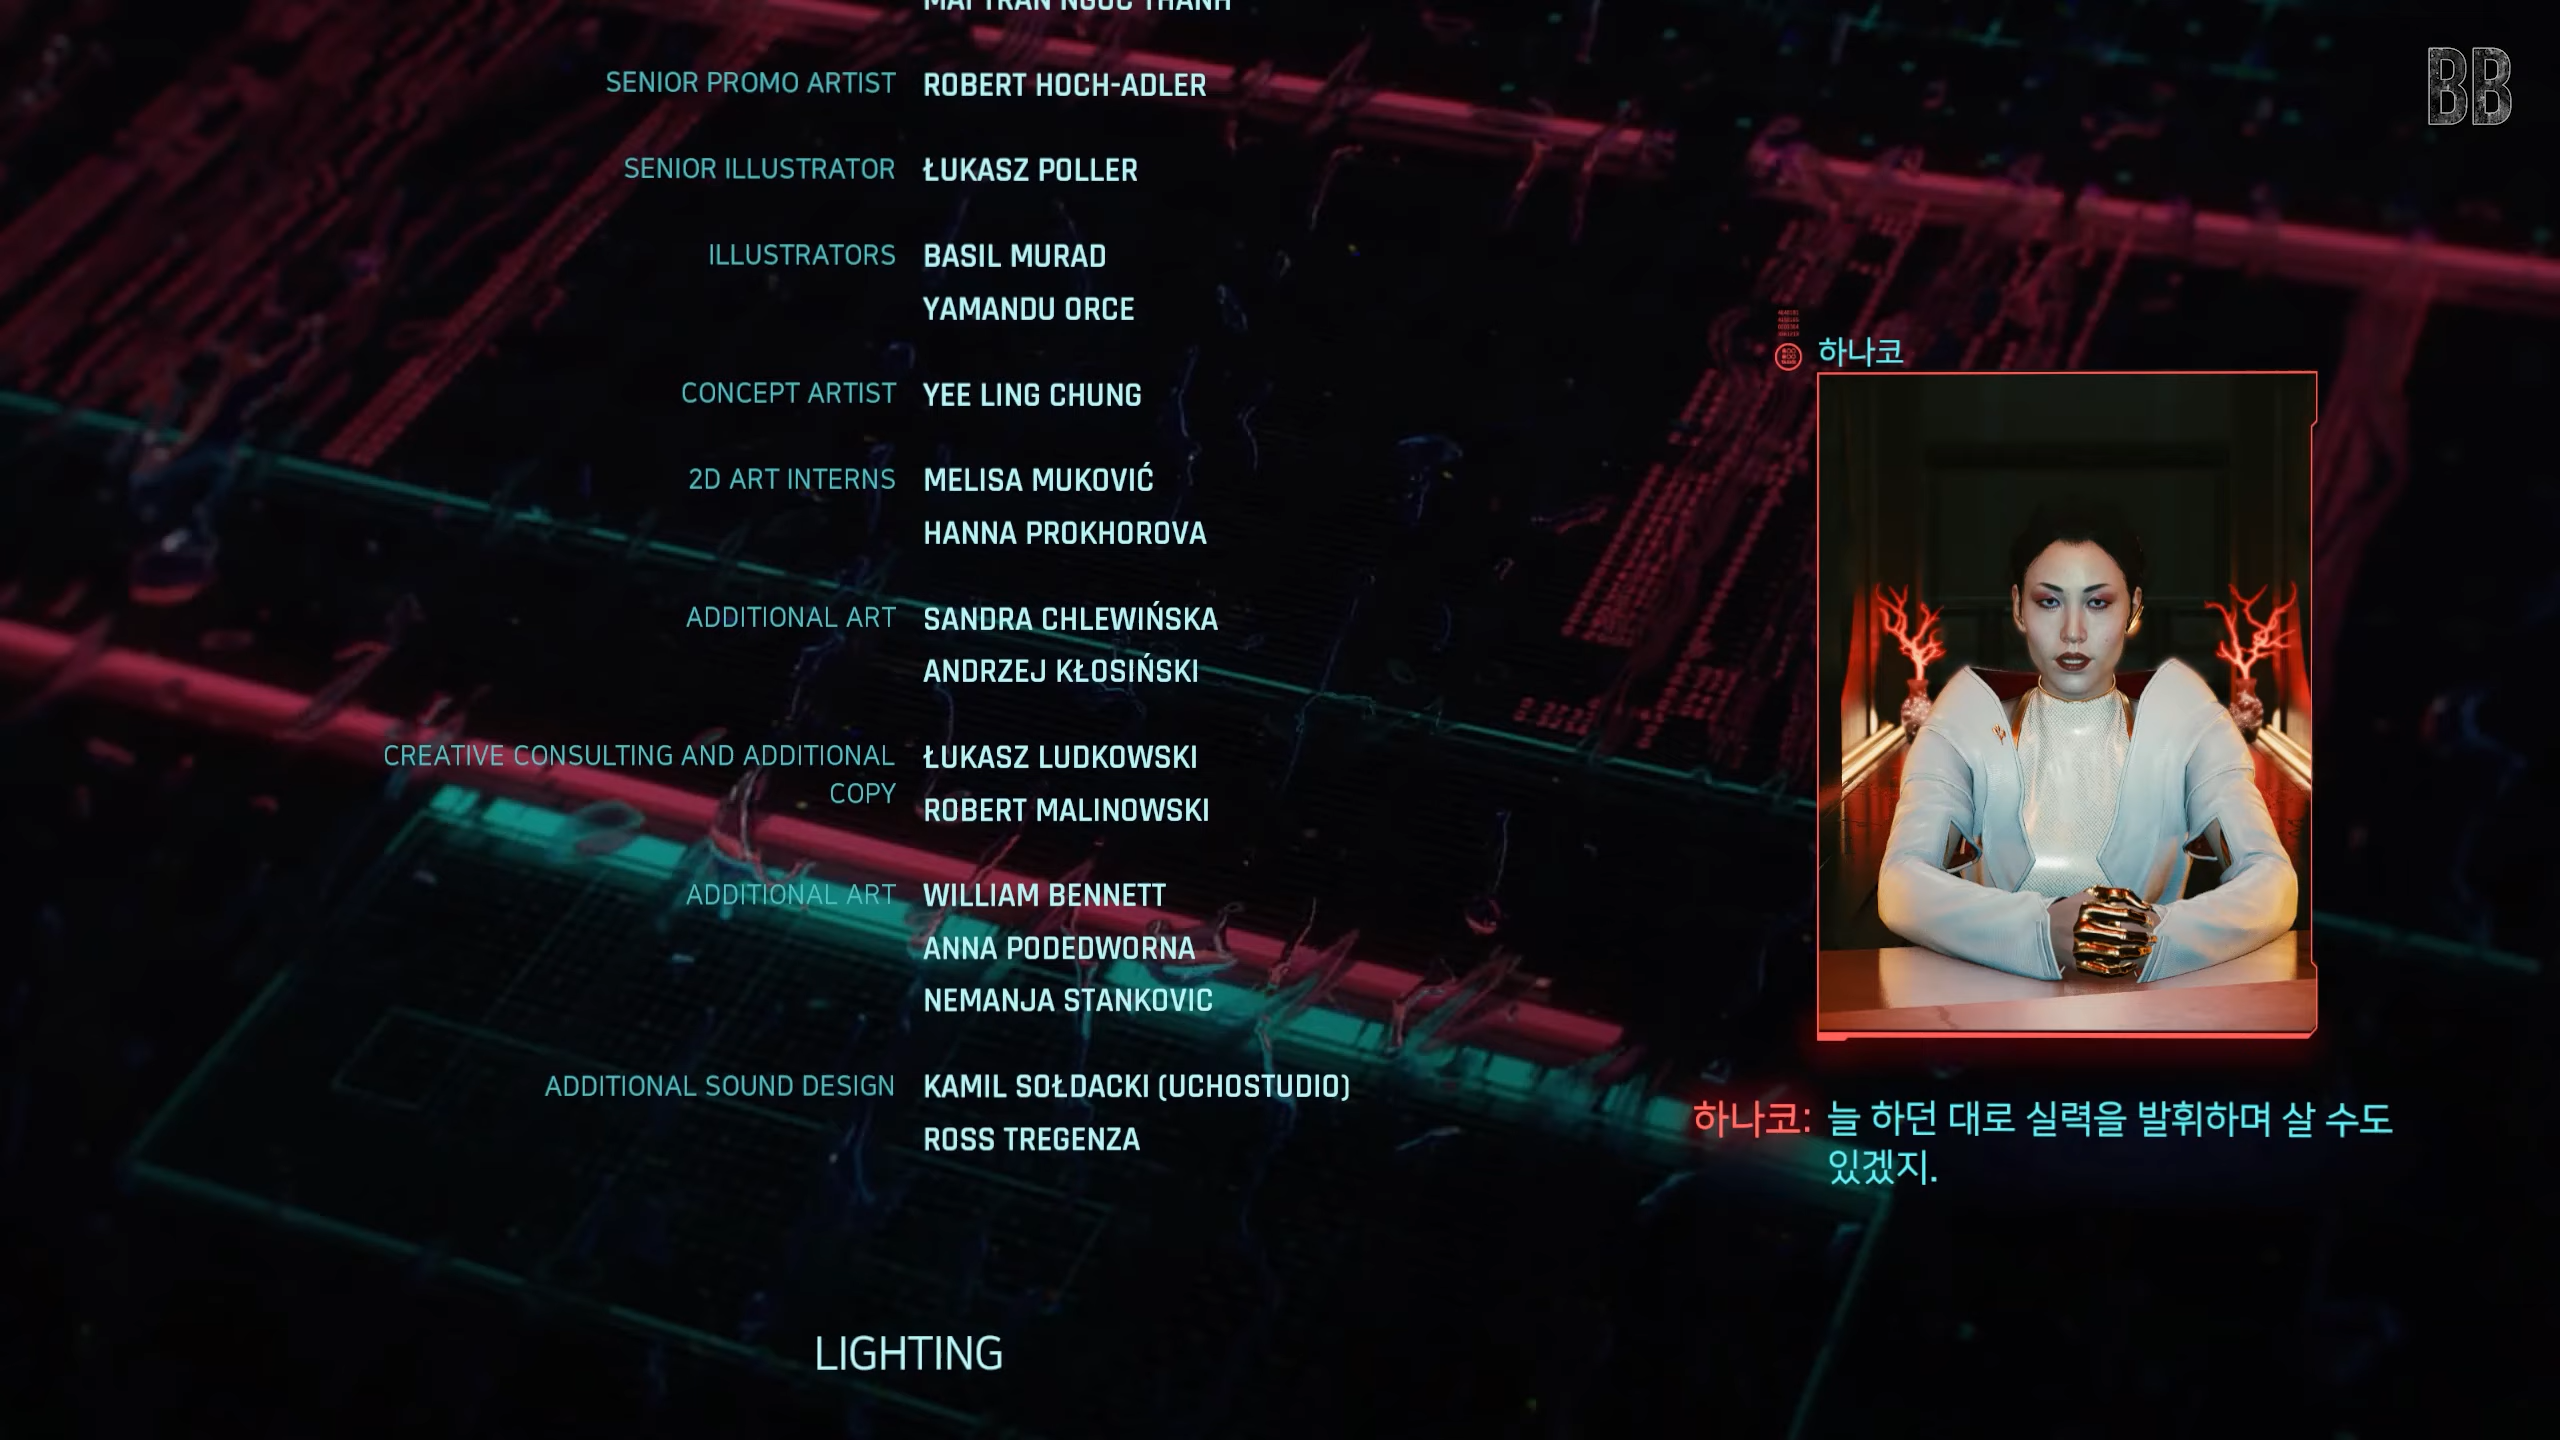 MAI TRAN NGOC THANH
SENIOR PROMO ARTIST ROBERT HOCH-ADLER
SENIOR ILLUSTRATOR ŁUKASZ POLLER
ILLUSTRATORS BASIL MURAD
YAMANDU ORCE
CONCEPT ARTIST YEE LING CHUNG
2D ART INTERNS MELISA MUKOVIĆ
HANNA PROKHOROVA
ADDITIONAL ART SANDRA CHLEWIŃSKA
ANDRZEJ KŁOSIŃSKI
CREATIVE CONSULTING AND ADDITIONAL ŁUKASZ LUDKOWSKI
COPY ROBERT MALINOWSKI
ADDITIONAL ART WILLIAM BENNETT
ANNA PODEDWORNA
NEMANJA STANKOVIC
ADDITIONAL SOUND DESIGN KAMIL SOŁDACKI (UCHOSTUDIO)
ROSS TREGENZA
LIGHTING
BB
하나코
하나코: 늘 하던 대로 실력을 발휘하며 살 수도
있겠지.